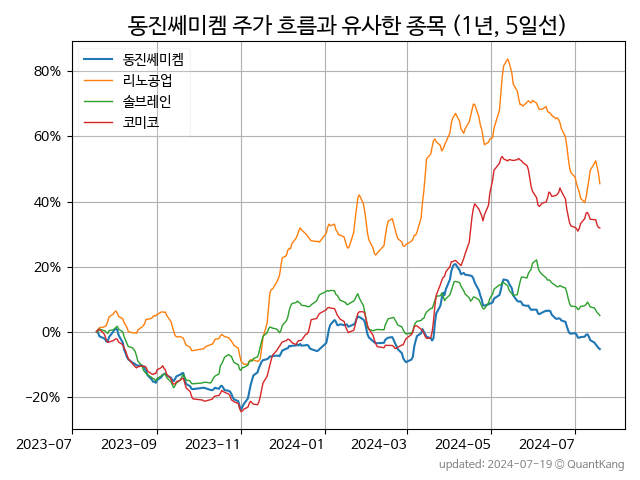 동진쎄미켐 주가 흐름과 유사한 종목 (1년, 5일선)
동진쎄미켐
리노공업
솔브레인
코미코
80%
60%
40%
20%
0%
−20%
2023-07 2023-09 2023-11 2024-01 2024-03 2024-05 2024-07
updated: 2024-07-19 © QuantKang